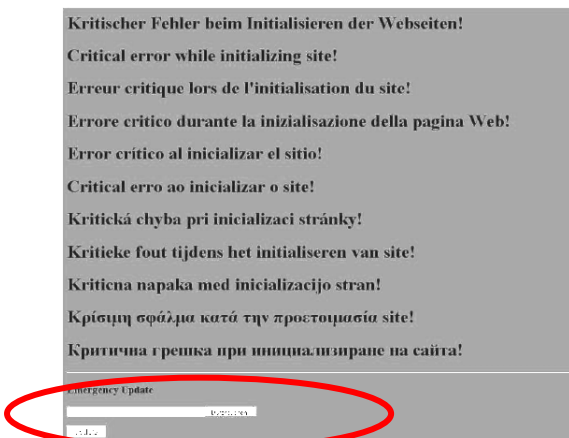 Kritischer Fehler beim Initialisieren der Webseiten!
Critical error while initializing site!
Erreur critique lors de l'initialisation du site!
Errore critico durante la inizialisazione della pagina Web!
Error crítico al inicializar el sitio!
Critical erro ao inicializar o site!
Kritická chyba pri inicializaci stránky!
Kritieke fout tijdens het initialiseren van site!
Kriticna napaka med inicializacijo stran!
Κρίσιμη σφάλμα κατά την προετοιμασία site!
Критична грешка при инициализиране на сайта!
Emergency Update